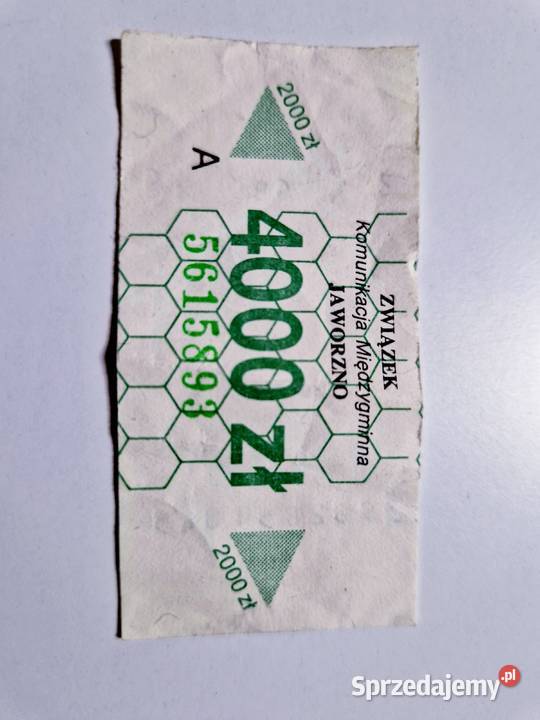 ZWIĄZEK
Komunikacja Międzygminna
JAWORZNO
2000 zł
4000 zł
2000 zł
A
5615893
Sprzedajemy.pl